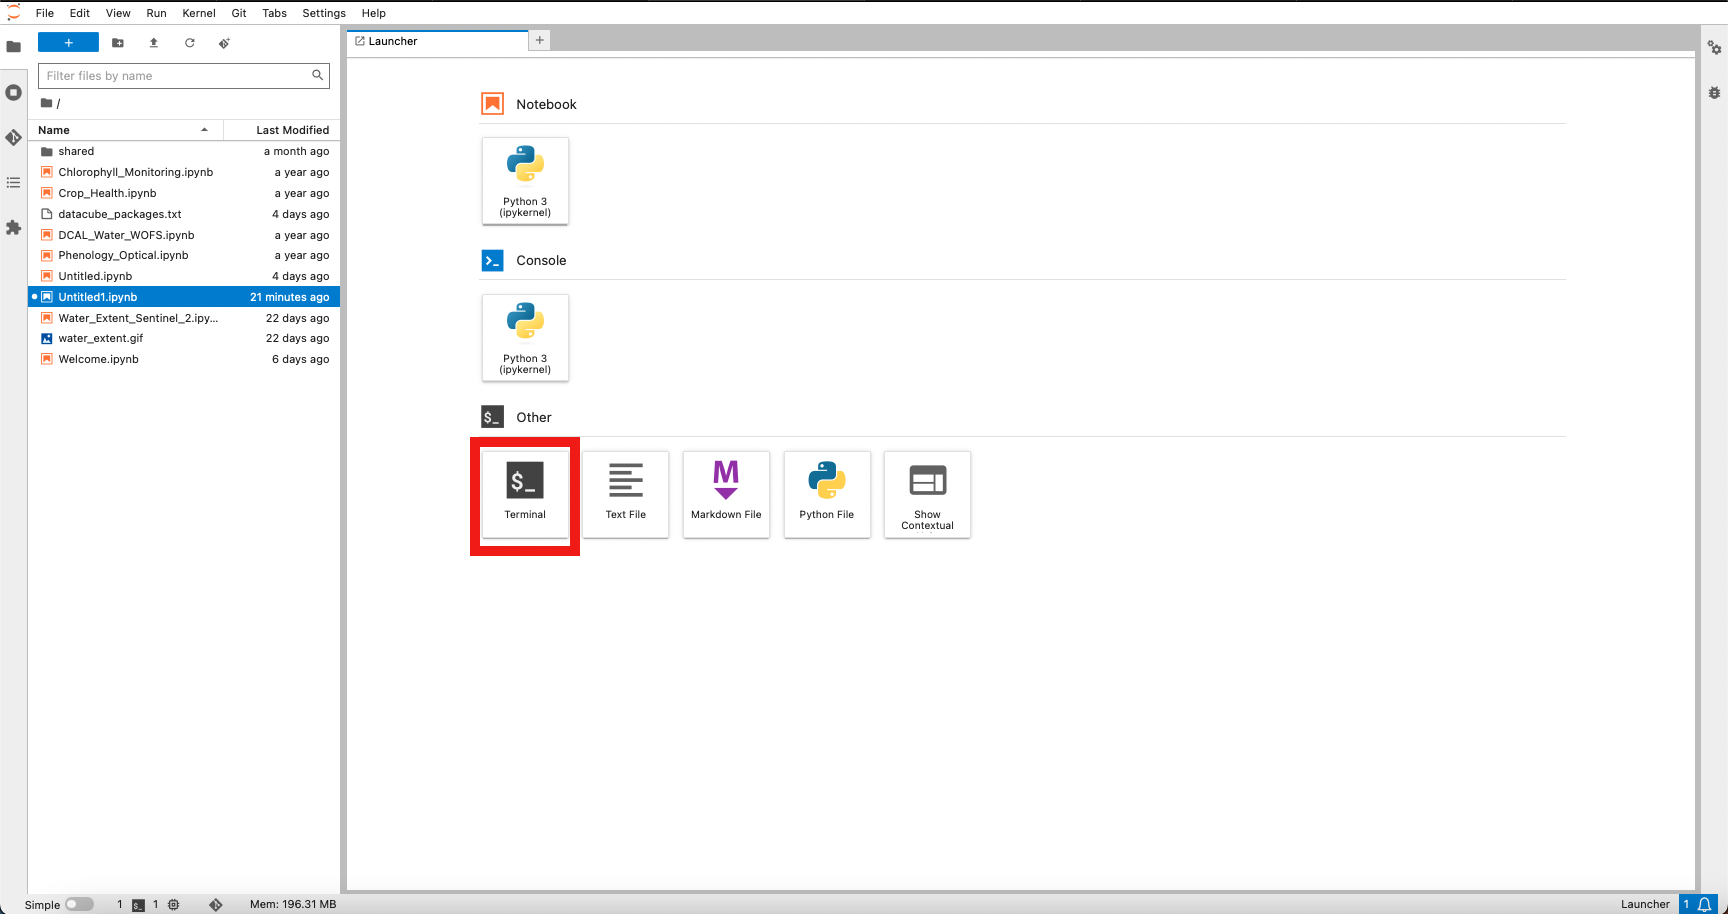 File Edit View Run Kernel Git Tabs Settings Help
+
Filter files by name
/
Name Last Modified
shared a month ago
Chlorophyll_Monitoring.ipynb a year ago
Crop_Health.ipynb a year ago
datacube_packages.txt 4 days ago
DCAL_Water_WOFS.ipynb a year ago
Phenology_Optical.ipynb a year ago
Untitled.ipynb 4 days ago
Untitled1.ipynb 21 minutes ago
Water_Extent_Sentinel_2.ipy... 22 days ago
water_extent.gif 22 days ago
Welcome.ipynb 6 days ago
Launcher +
Notebook
Python 3
(ipykernel)
>_ Console
Python 3
(ipykernel)
$_ Other
$_
Terminal
Text File
M
Markdown File
Python File
Show
Contextual
Simple 1 $_ 1 Mem: 196.31 MB Launcher 1